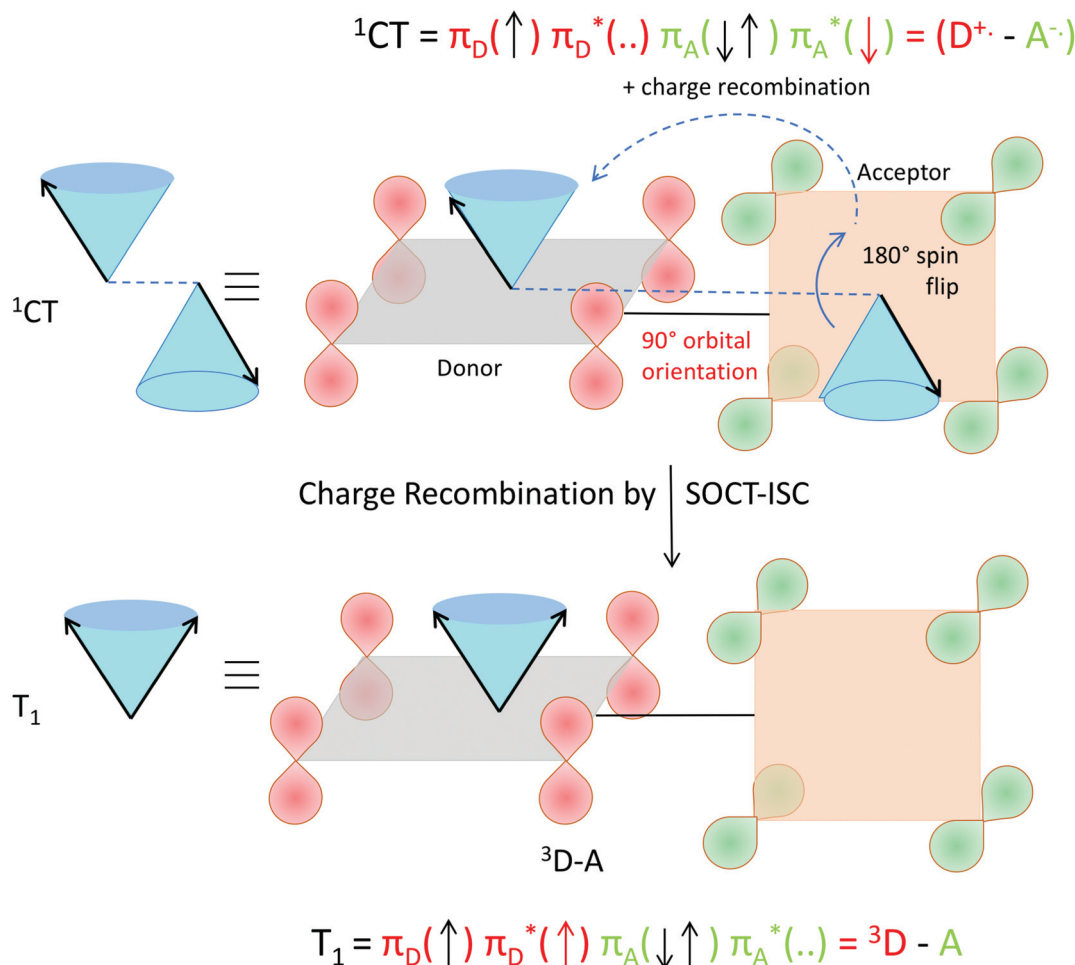 ¹CT = π_D(↑) π_D*(..) π_A(↓↑) π_A*(↓) = (D⁺· - A⁻·)
+ charge recombination
Acceptor
180° spin
flip
¹CT
≡
90° orbital
orientation
Donor
Charge Recombination by SOCT-ISC
T₁
≡
³D-A
T₁ = π_D(↑) π_D*(↑) π_A(↓↑) π_A*(..) = ³D - A